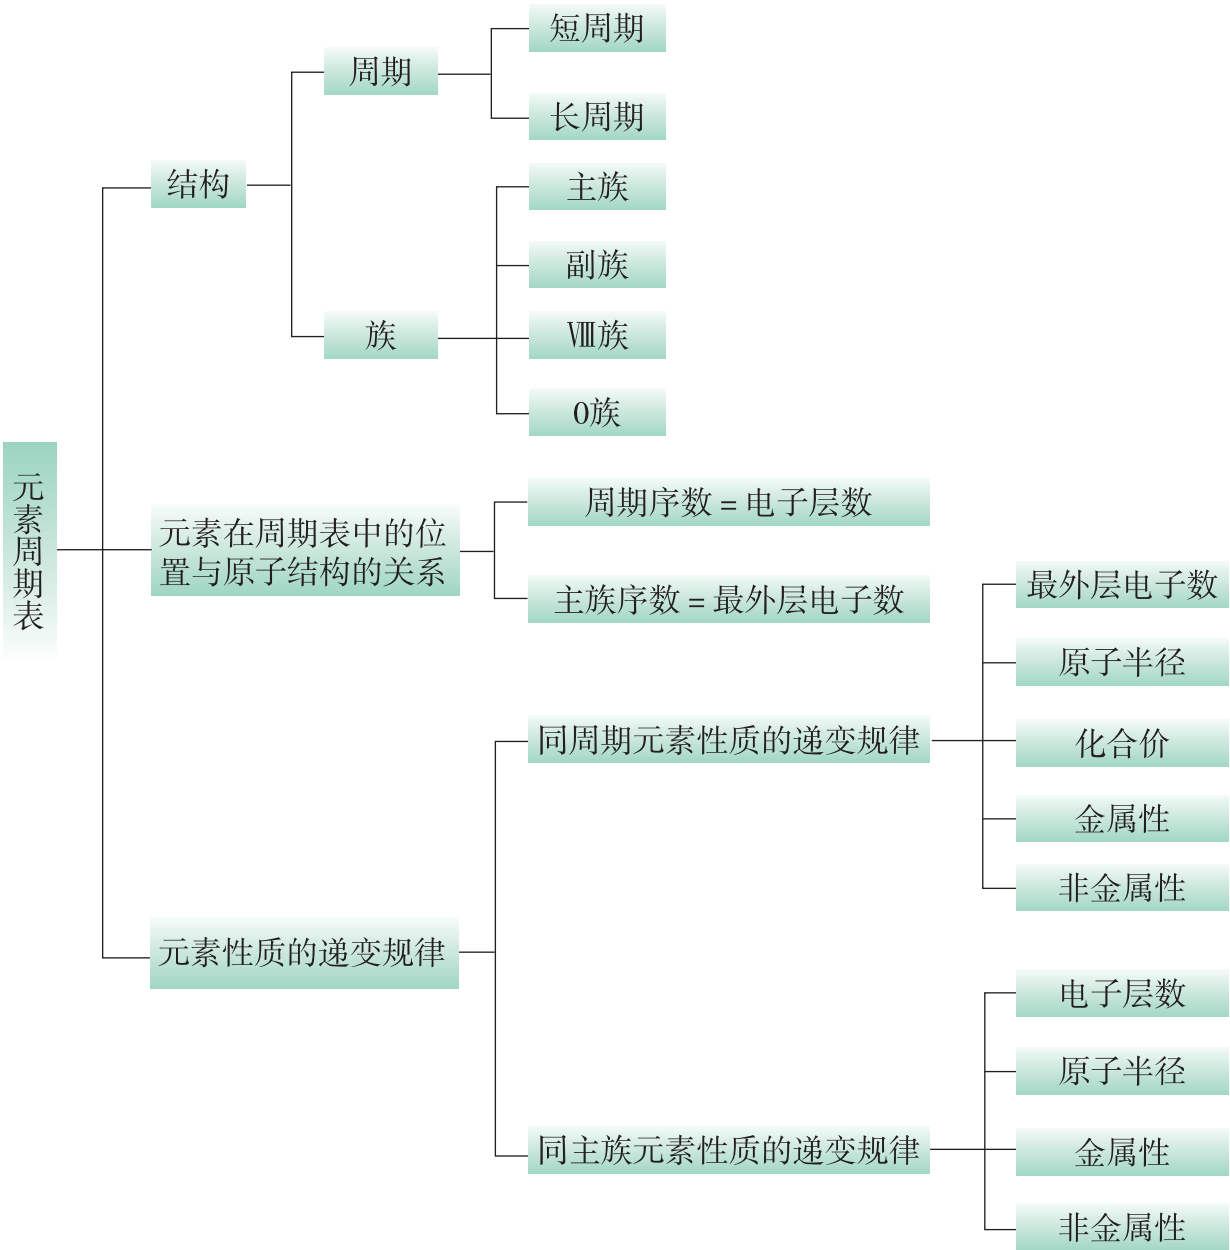 元素周期表
结构
周期
短周期
长周期
族
主族
副族
Ⅷ族
0族
元素在周期表中的位
置与原子结构的关系
周期序数 = 电子层数
主族序数 = 最外层电子数
元素性质的递变规律
同周期元素性质的递变规律
最外层电子数
原子半径
化合价
金属性
非金属性
同主族元素性质的递变规律
电子层数
原子半径
金属性
非金属性